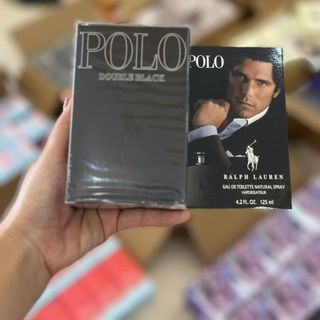 POLO
DOUBLE BLACK
POLO
RALPH LAUREN
EAU DE TOILETTE NATURAL SPRAY
VAPORISATEUR
4.2 FL. OZ. 125 ml